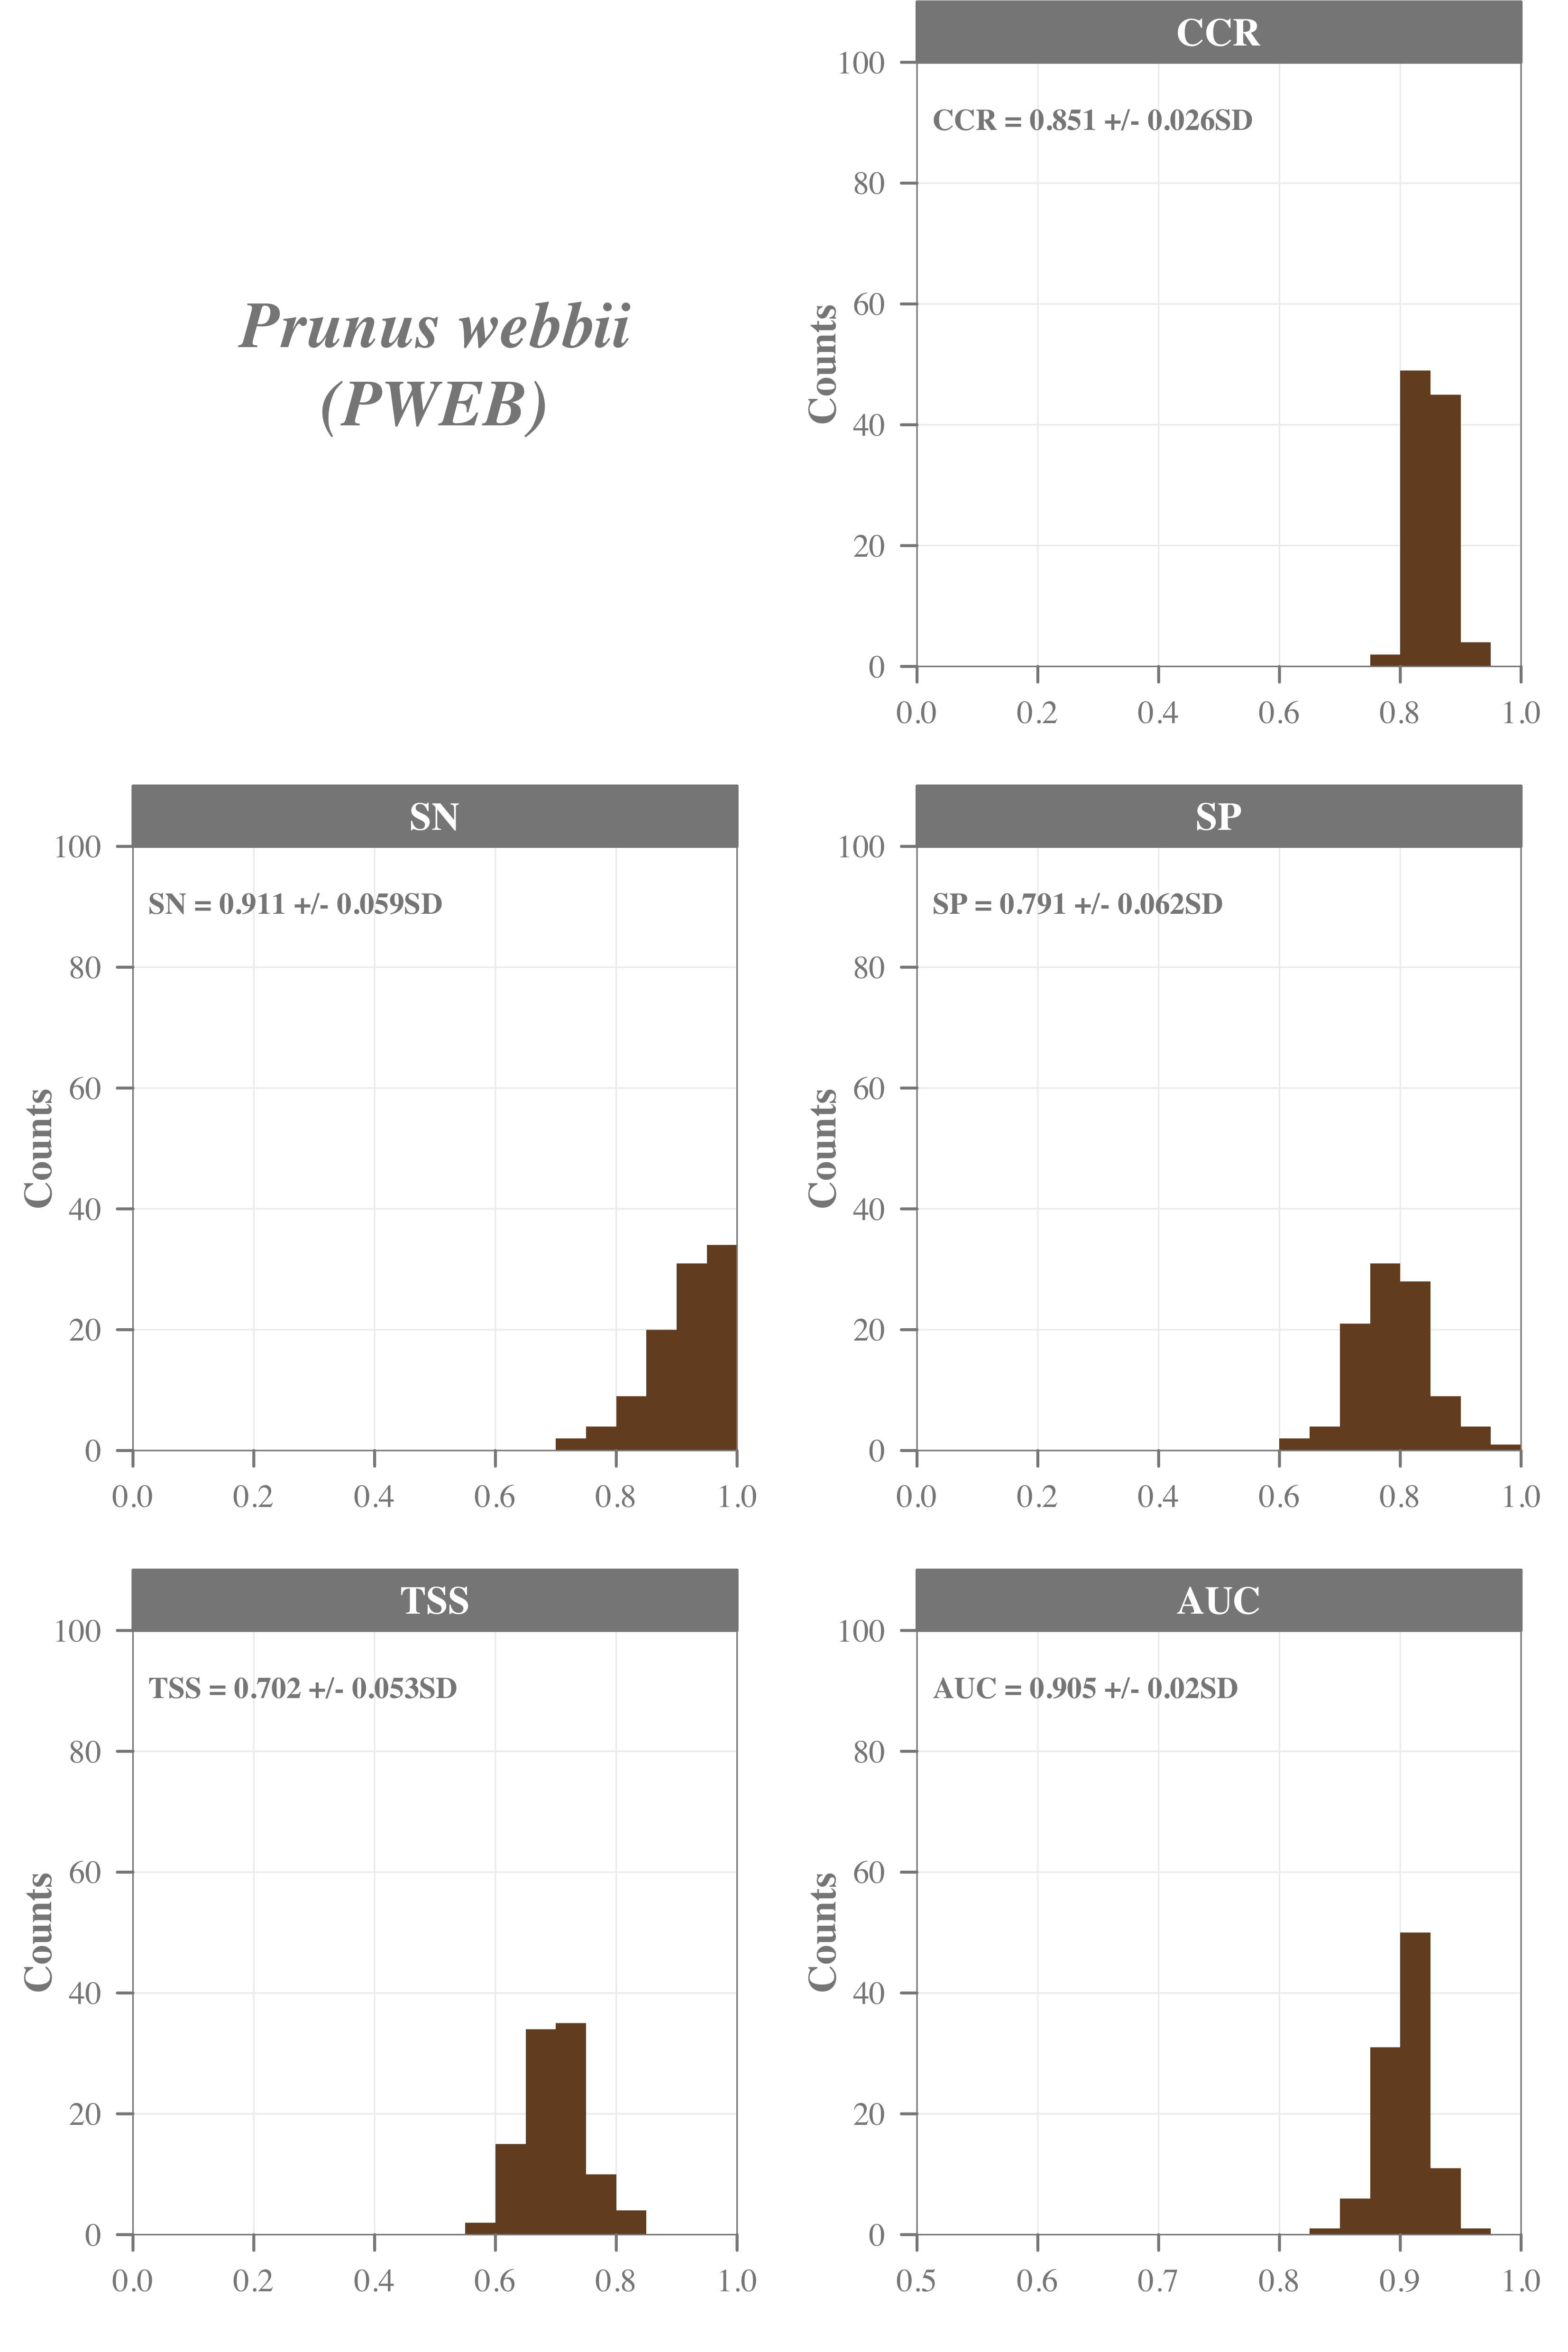 Prunus webbii
(PWEB)
CCR
CCR = 0.851 +/- 0.026SD
Counts
100
80
60
40
20
0
0.0 0.2 0.4 0.6 0.8 1.0
SN
SN = 0.911 +/- 0.059SD
Counts
100
80
60
40
20
0
0.0 0.2 0.4 0.6 0.8 1.0
SP
SP = 0.791 +/- 0.062SD
Counts
100
80
60
40
20
0
0.0 0.2 0.4 0.6 0.8 1.0
TSS
TSS = 0.702 +/- 0.053SD
Counts
100
80
60
40
20
0
0.0 0.2 0.4 0.6 0.8 1.0
AUC
AUC = 0.905 +/- 0.02SD
Counts
100
80
60
40
20
0
0.5 0.6 0.7 0.8 0.9 1.0